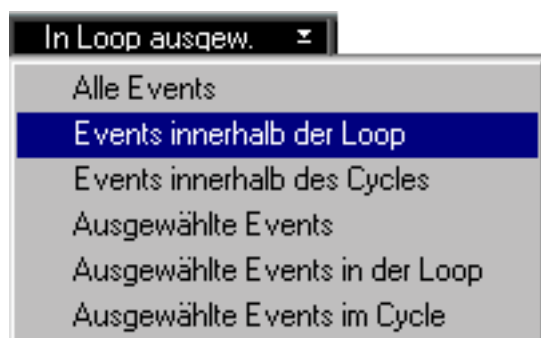 In Loop ausgew.
Alle Events
Events innerhalb der Loop
Events innerhalb des Cycles
Ausgewählte Events
Ausgewählte Events in der Loop
Ausgewählte Events im Cycle